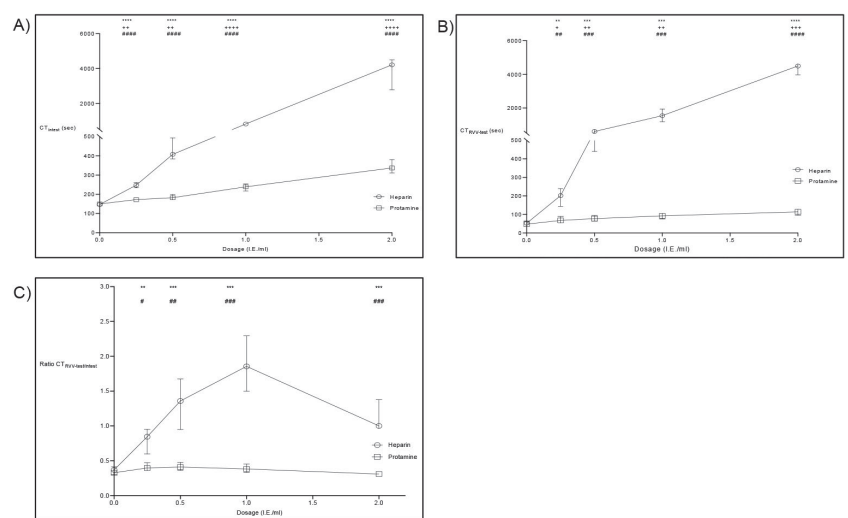 A)
**** **** **** ****
++ ++ ++++ ++++
#### #### #### ####
6000
4000
2000
500
400
300
200
100
0
CTintest (sec)
0.0 0.5 1.0 1.5 2.0
Dosage (I.E./ml)
Heparin
Protamine
B)
** *** *** ****
+ ++ ++ +++
## ### ### ####
6000
4000
2000
500
400
300
200
100
0
CTRVV-test (sec)
0.0 0.5 1.0 1.5 2.0
Dosage (I.E./ml)
Heparin
Protamine
C)
** *** *** ***
# ## ### ###
3.0
2.5
2.0
1.5
1.0
0.5
0.0
Ratio CTRVV-test/intest
0.0 0.5 1.0 1.5 2.0
Dosage (I.E./ml)
Heparin
Protamine